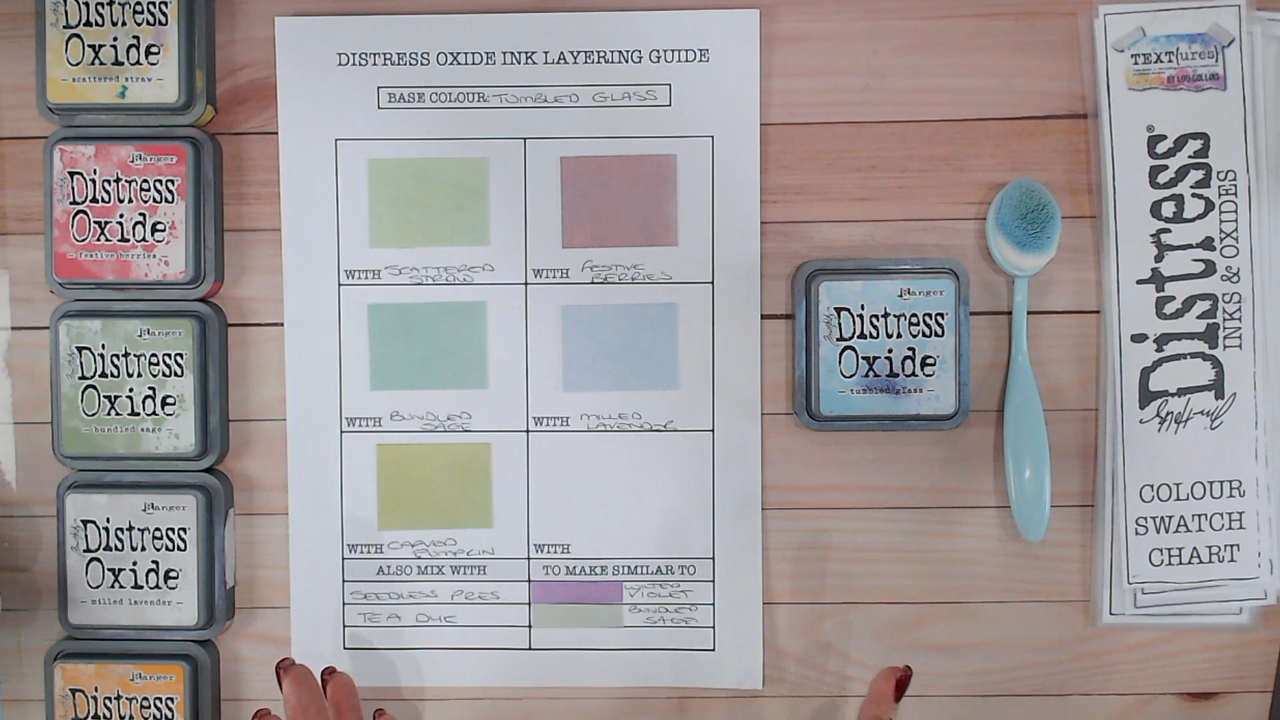 Distress
Oxide
scattered straw
Ranger
Distress
Oxide
festive berries
Ranger
Distress
Oxide
bundled sage
Ranger
Distress
Oxide
milled lavender
Ranger
Distress
DISTRESS OXIDE INK LAYERING GUIDE
BASE COLOUR: TUMBLED GLASS
WITH SCATTERED
STRAW
WITH FESTIVE
BERRIES
WITH BUNDLED
SAGE
WITH MILLED
LAVENDER
WITH CARVED
PUMPKIN
WITH
ALSO MIX WITH
TO MAKE SIMILAR TO
SEEDLESS PRES
WILTED
VIOLET
TEA DYE
BUNDLED
SAGE
Ranger
Distress
Oxide
tumbled glass
TEXT(ures)
BY LOU COLLINS
Distress®
INKS & OXIDES
Tim Holtz
COLOUR
SWATCH
CHART